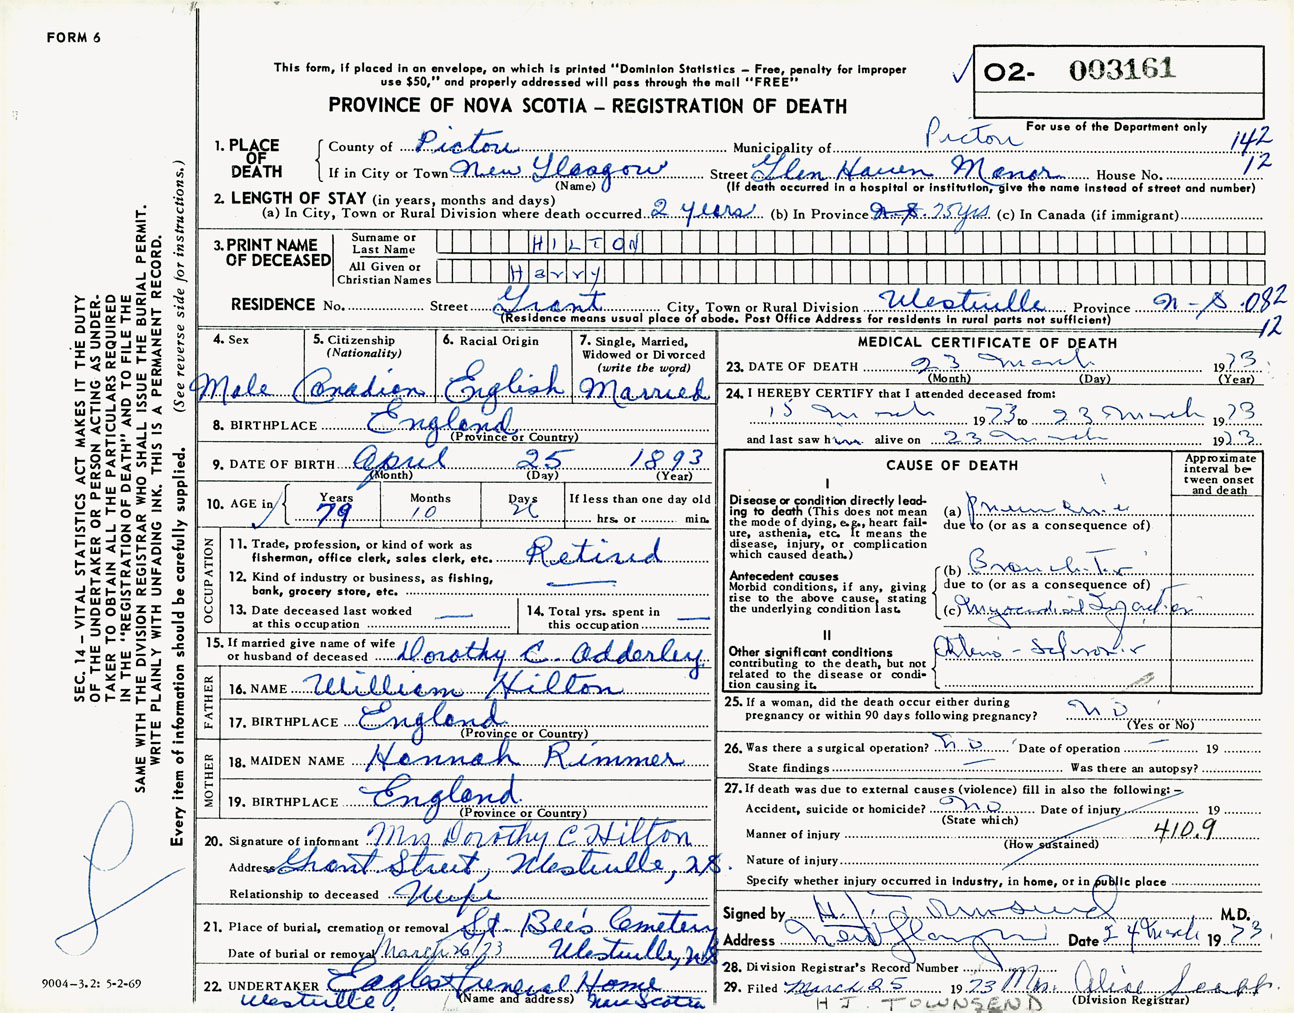 FORM 6
This form, if placed in an envelope, on which is printed "Dominion Statistics – Free, penalty for improper
use $50," and properly addressed will pass through the mail "FREE"
PROVINCE OF NOVA SCOTIA – REGISTRATION OF DEATH
02- 003161
For use of the Department only
1. PLACE OF DEATH
County of Pictou Municipality of Pictou 142
If in City or Town New Glasgow Street Glen Haven Manor House No. 12
(Name) (If death occurred in a hospital or institution, give the name instead of street and number)
2. LENGTH OF STAY (in years, months and days)
(a) In City, Town or Rural Division where death occurred 2 years (b) In Province N.S. 75 yrs (c) In Canada (if immigrant)
3. PRINT NAME OF DECEASED
Surname or Last Name HILTON
All Given or Christian Names Harry
RESIDENCE No. Street Grant City, Town or Rural Division Westville Province N-S. 082
(Residence means usual place of abode. Post Office Address for residents in rural parts not sufficient) 12
4. Sex Male
5. Citizenship (Nationality) Canadian
6. Racial Origin English
7. Single, Married, Widowed or Divorced (write the word) Married
8. BIRTHPLACE England
(Province or Country)
9. DATE OF BIRTH April 25 1893
(Month) (Day) (Year)
10. AGE in Years 79 Months 10 Days If less than one day old hrs. or min.
OCCUPATION
11. Trade, profession, or kind of work as fisherman, office clerk, sales clerk, etc. Retired
12. Kind of industry or business, as fishing, bank, grocery store, etc. —
13. Date deceased last worked at this occupation —
14. Total yrs. spent in this occupation —
15. If married give name of wife or husband of deceased Dorothy C. Adderley
FATHER
16. NAME William Hilton
17. BIRTHPLACE England
(Province or Country)
MOTHER
18. MAIDEN NAME Hannah Rimmer
19. BIRTHPLACE England
(Province or Country)
20. Signature of informant Mrs Dorothy C Hilton
Address Grant Street, Westville, N.S.
Relationship to deceased Wife
21. Place of burial, cremation or removal St. Bee's Cemetery
Date of burial or removal March 26/73 Westville, N.S
22. UNDERTAKER Eagles Funeral Home
(Name and address)
Westville, Nova Scotia
MEDICAL CERTIFICATE OF DEATH
23. DATE OF DEATH 23 March 1973
(Month) (Day) (Year)
24. I HEREBY CERTIFY that I attended deceased from:
15 March 1973 to 23 March 1973
and last saw him alive on 23 March 1973
CAUSE OF DEATH
Approximate interval between onset and death
I
Disease or condition directly leading to death (This does not mean the mode of dying, e.g., heart failure, asthenia, etc. It means the disease, injury, or complication which caused death.)
(a) Pneumonia
due to (or as a consequence of)
Antecedent causes
Morbid conditions, if any, giving rise to the above cause, stating the underlying condition last.
(b) Bronchitis
due to (or as a consequence of)
(c) Myocardial Infarction
II
Other significant conditions
contributing to the death, but not related to the disease or condition causing it.
25. If a woman, did the death occur either during pregnancy or within 90 days following pregnancy? No
(Yes or No)
26. Was there a surgical operation? No Date of operation — 19
State findings — Was there an autopsy?
27. If death was due to external causes (violence) fill in also the following:–
Accident, suicide or homicide? No Date of injury 19
(State which)
Manner of injury 410.9
(How sustained)
Nature of injury
Specify whether injury occurred in industry, in home, or in public place
Signed by H. J. Townsend M.D.
Address New Glasgow Date 24 March 1973.
28. Division Registrar's Record Number
29. Filed March 25 1973 Mrs. Alice
(Division Registrar)
H J. TOWNSEND
SEC. 14 – VITAL STATISTICS ACT MAKES IT THE DUTY
OF THE UNDERTAKER OR PERSON ACTING AS UNDER-
TAKER TO OBTAIN ALL THE PARTICULARS REQUIRED
IN THE "REGISTRATION OF DEATH" AND TO FILE THE
SAME WITH THE DIVISION REGISTRAR WHO SHALL ISSUE THE BURIAL PERMIT.
WRITE PLAINLY WITH UNFADING INK. THIS IS A PERMANENT RECORD.
Every item of information should be carefully supplied. (See reverse side for instructions.)
9004–3.2: 5-2-69